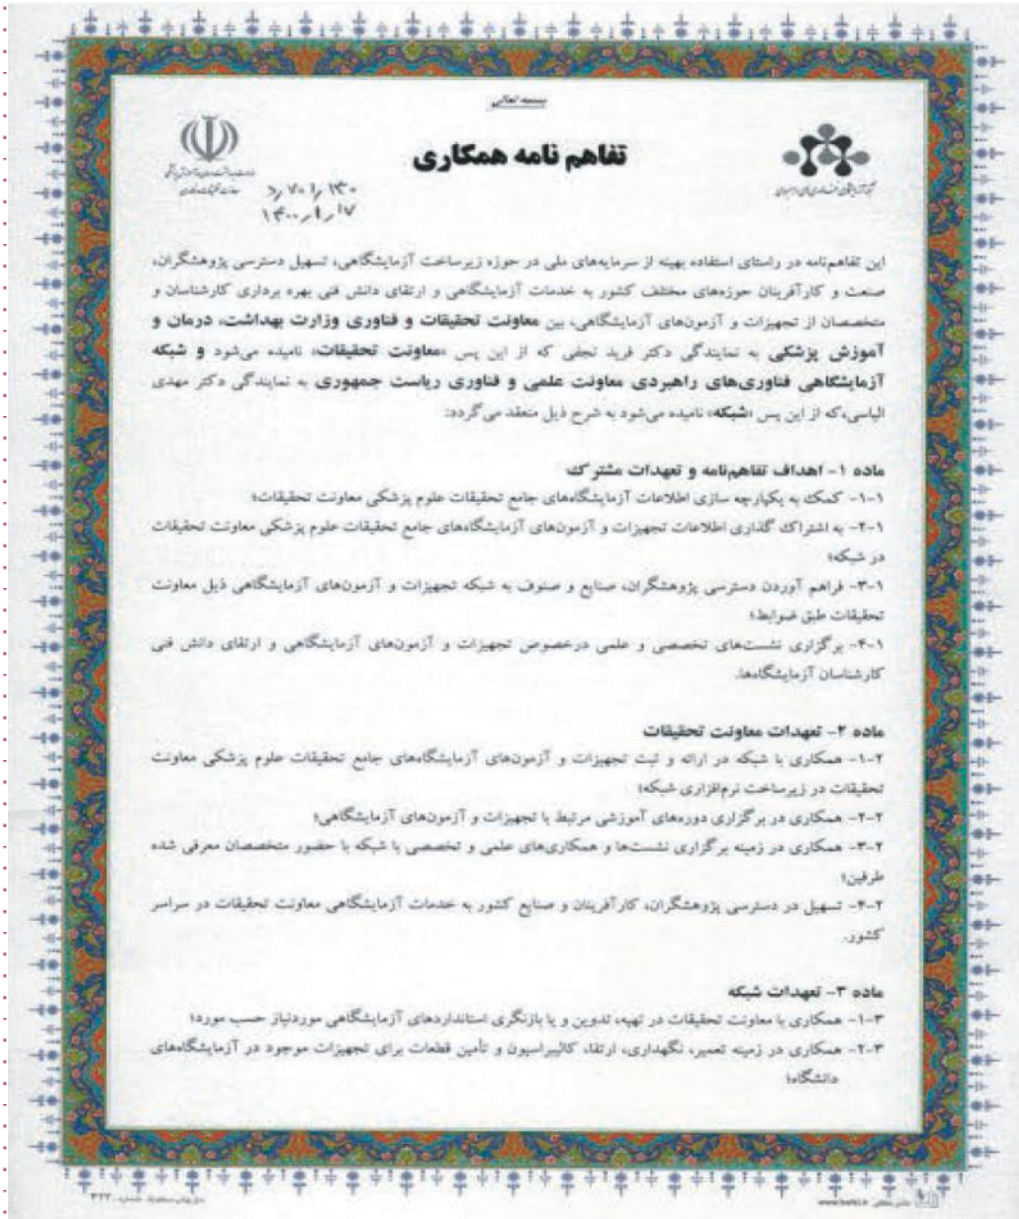 بسمه تعالی
تفاهم نامه همکاری
۷۰۱٫۱۳۰
۱۴۰۰٫۱٫۱۷
این تفاهم‌نامه در راستای استفاده بهینه از سرمایه‌های ملی در حوزه زیرساخت آزمایشگاهی، تسهیل دسترسی پژوهشگران،
صنعت و کارآفرینان حوزه‌های مختلف کشور به خدمات آزمایشگاهی و ارتقای دانش فنی بهره برداری کارشناسان و
متخصصان از تجهیزات و آزمون‌های آزمایشگاهی، بین معاونت تحقیقات و فناوری وزارت بهداشت، درمان و
آموزش پزشکی به نمایندگی دکتر فرید نجفی که از این پس «معاونت تحقیقات» نامیده می‌شود و شبکه
آزمایشگاهی فناوری‌های راهبردی معاونت علمی و فناوری ریاست جمهوری به نمایندگی دکتر مهدی
الیاسی،که از این پس «شبکه» نامیده می‌شود به شرح ذیل منعقد می‌گردد:
ماده ۱- اهداف تفاهم‌نامه و تعهدات مشترک
۱-۱- کمک به یکپارچه سازی اطلاعات آزمایشگاه‌های جامع تحقیقات علوم پزشکی معاونت تحقیقات؛
۲-۱- به اشتراک گذاری اطلاعات تجهیزات و آزمون‌های آزمایشگاه‌های جامع تحقیقات علوم پزشکی معاونت تحقیقات
در شبکه؛
۳-۱- فراهم آوردن دسترسی پژوهشگران، صنایع و صنوف به شبکه تجهیزات و آزمون‌های آزمایشگاهی ذیل معاونت
تحقیقات طبق ضوابط؛
۴-۱- برگزاری نشست‌های تخصصی و علمی درخصوص تجهیزات و آزمون‌های آزمایشگاهی و ارتقای دانش فنی
کارشناسان آزمایشگاه‌ها.
ماده ۲- تعهدات معاونت تحقیقات
۱-۲- همکاری با شبکه در ارائه و ثبت تجهیزات و آزمون‌های آزمایشگاه‌های جامع تحقیقات علوم پزشکی معاونت
تحقیقات در زیرساخت نرم‌افزاری شبکه؛
۲-۲- همکاری در برگزاری دوره‌های آموزشی مرتبط با تجهیزات و آزمون‌های آزمایشگاهی؛
۳-۲- همکاری در زمینه برگزاری نشست‌ها و همکاری‌های علمی و تخصصی با شبکه با حضور متخصصان معرفی شده
طرفین؛
۴-۲- تسهیل در دسترسی پژوهشگران، کارآفرینان و صنایع کشور به خدمات آزمایشگاهی معاونت تحقیقات در سراسر
کشور.
ماده ۳- تعهدات شبکه
۱-۳- همکاری با معاونت تحقیقات در تهیه، تدوین و یا بازنگری استانداردهای آزمایشگاهی موردنیاز حسب مورد؛
۲-۳- همکاری در زمینه تعمیر، نگهداری، ارتقاء، کالیبراسیون و تأمین قطعات برای تجهیزات موجود در آزمایشگاه‌های
دانشگاه؛